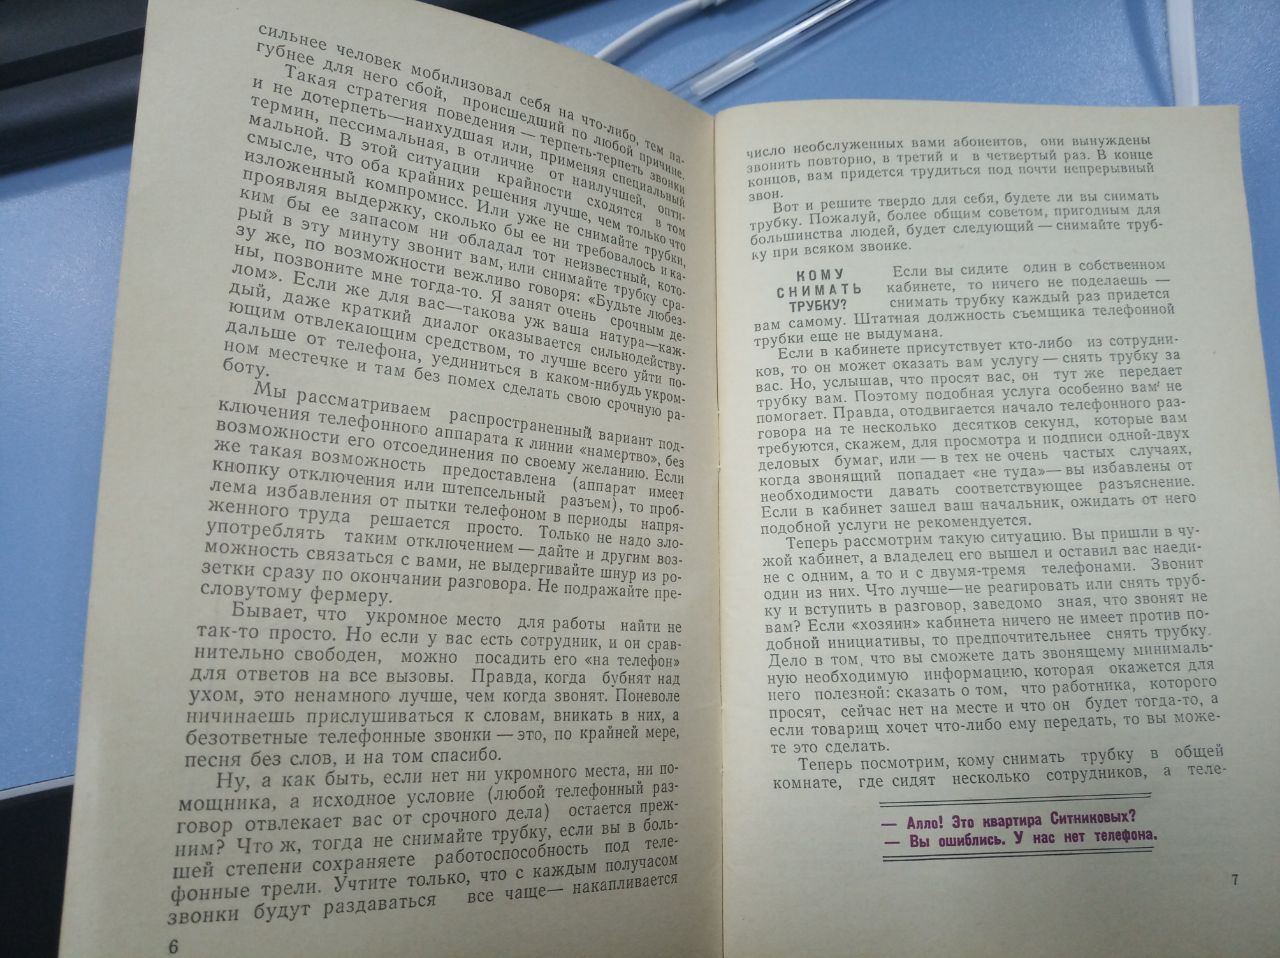 сильнее человек мобилизовал себя на что-либо, тем па-
губнее для него сбой, происшедший по любой причине.
Такая стратегия поведения — терпеть-терпеть звонки
и не дотерпеть—наихудшая или, применяя специальный
термин, пессимальная, в отличие от наилучшей, опти-
мальной. В этой ситуации крайности сходятся в том
смысле, что оба крайних решения лучше, чем только что
изложенный компромисс. Или уже не снимайте трубки,
проявляя выдержку, сколько бы ее ни требовалось и ка-
ким бы ее запасом ни обладал тот неизвестный, кото-
рый в эту минуту звонит вам, или снимайте трубку сра-
зу же, по возможности вежливо говоря: «Будьте любез-
ны, позвоните мне тогда-то. Я занят очень срочным де-
лом». Если же для вас—такова уж ваша натура—каж-
дый, даже краткий диалог оказывается сильнодейству-
ющим отвлекающим средством, то лучше всего уйти по-
дальше от телефона, уединиться в каком-нибудь укром-
ном местечке и там без помех сделать свою срочную ра-
боту.
Мы рассматриваем распространенный вариант под-
ключения телефонного аппарата к линии «намертво», без
возможности его отсоединения по своему желанию. Если
же такая возможность предоставлена (аппарат имеет
кнопку отключения или штепсельный разъем), то проб-
лема избавления от пытки телефоном в периоды напря-
женного труда решается просто. Только не надо зло-
употреблять таким отключением — дайте и другим воз-
можность связаться с вами, не выдергивайте шнур из ро-
зетки сразу по окончании разговора. Не подражайте пре-
словутому фермеру.
Бывает, что укромное место для работы найти не
так-то просто. Но если у вас есть сотрудник, и он срав-
нительно свободен, можно посадить его «на телефон»
для ответов на все вызовы. Правда, когда бубнят над
ухом, это ненамного лучше, чем когда звонят. Поневоле
ничинаешь прислушиваться к словам, вникать в них, а
безответные телефонные звонки — это, по крайней мере,
песня без слов, и на том спасибо.
Ну, а как быть, если нет ни укромного места, ни по-
мощника, а исходное условие (любой телефонный раз-
говор отвлекает вас от срочного дела) остается преж-
ним? Что ж, тогда не снимайте трубку, если вы в боль-
шей степени сохраняете работоспособность под теле-
фонные трели. Учтите только, что с каждым получасом
звонки будут раздаваться все чаще— накапливается
6
число необслуженных вами абонентов, они вынуждены
звонить повторно, в третий и в четвертый раз. В конце
концов, вам придется трудиться под почти непрерывный
звон.
Вот и решите твердо для себя, будете ли вы снимать
трубку. Пожалуй, более общим советом, пригодным для
большинства людей, будет следующий — снимайте труб-
ку при всяком звонке.
КОМУ
СНИМАТЬ
ТРУБКУ?
Если вы сидите один в собственном
кабинете, то ничего не поделаешь —
снимать трубку каждый раз придется
вам самому. Штатная должность съемщика телефонной
трубки еще не выдумана.
Если в кабинете присутствует кто-либо из сотрудни-
ков, то он может оказать вам услугу — снять трубку за
вас. Но, услышав, что просят вас, он тут же передает
трубку вам. Поэтому подобная услуга особенно вам не
помогает. Правда, отодвигается начало телефонного раз-
говора на те несколько десятков секунд, которые вам
требуются, скажем, для просмотра и подписи одной-двух
деловых бумаг, или — в тех не очень частых случаях,
когда звонящий попадает «не туда»— вы избавлены от
необходимости давать соответствующее разъяснение.
Если в кабинет зашел ваш начальник, ожидать от него
подобной услуги не рекомендуется.
Теперь рассмотрим такую ситуацию. Вы пришли в чу-
жой кабинет, а владелец его вышел и оставил вас наеди-
не с одним, а то и с двумя-тремя телефонами. Звонит
один из них. Что лучше—не реагировать или снять труб-
ку и вступить в разговор, заведомо зная, что звонят не
вам? Если «хозяин» кабинета ничего не имеет против по-
добной инициативы, то предпочтительнее снять трубку.
Дело в том, что вы сможете дать звонящему минималь-
ную необходимую информацию, которая окажется для
него полезной: сказать о том, что работника, которого
просят, сейчас нет на месте и что он будет тогда-то, а
если товарищ хочет что-либо ему передать, то вы може-
те это сделать.
Теперь посмотрим, кому снимать трубку в общей
комнате, где сидят несколько сотрудников, а теле-
— Алло! Это квартира Ситниковых?
— Вы ошиблись. У нас нет телефона.
7